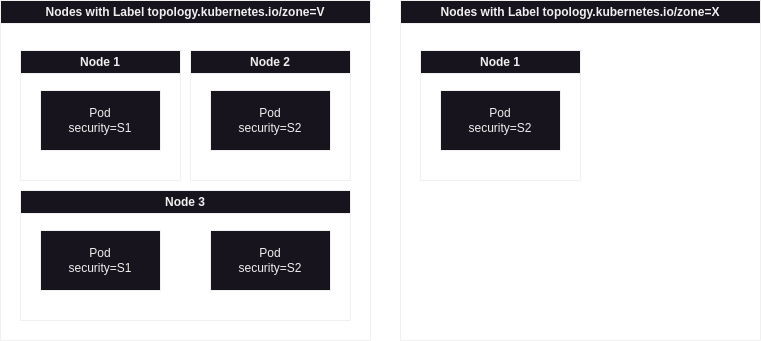 Nodes with Label topology.kubernetes.io/zone=V
Node 1
Pod
security=S1
Node 2
Pod
security=S2
Node 3
Pod
security=S1
Pod
security=S2
Nodes with Label topology.kubernetes.io/zone=X
Node 1
Pod
security=S2